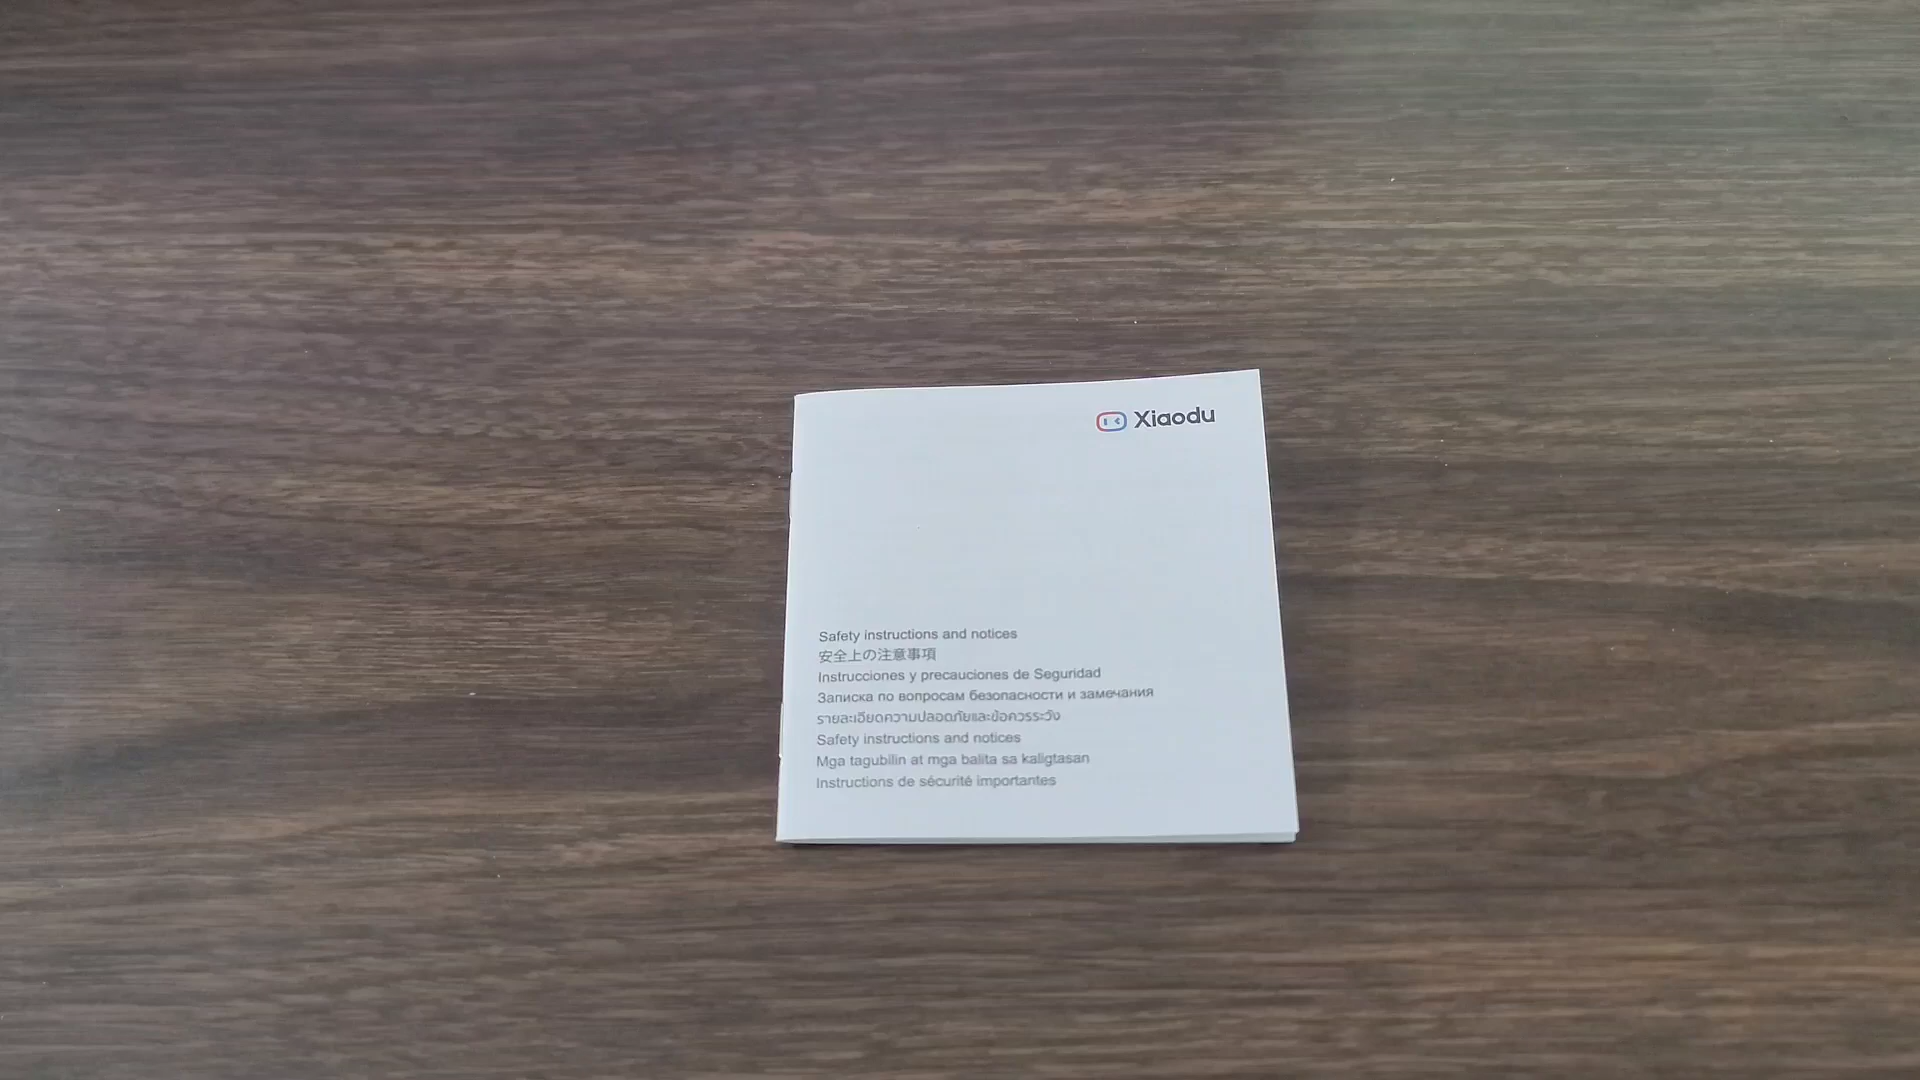 Xiaodu
Safety instructions and notices
安全上の注意事項
Instrucciones y precauciones de Seguridad
Записка по вопросам безопасности и замечания
รายละเอียดความปลอดภัยและข้อควรระวัง
Safety instructions and notices
Mga tagubilin at mga balita sa kaligtasan
Instructions de sécurité importantes